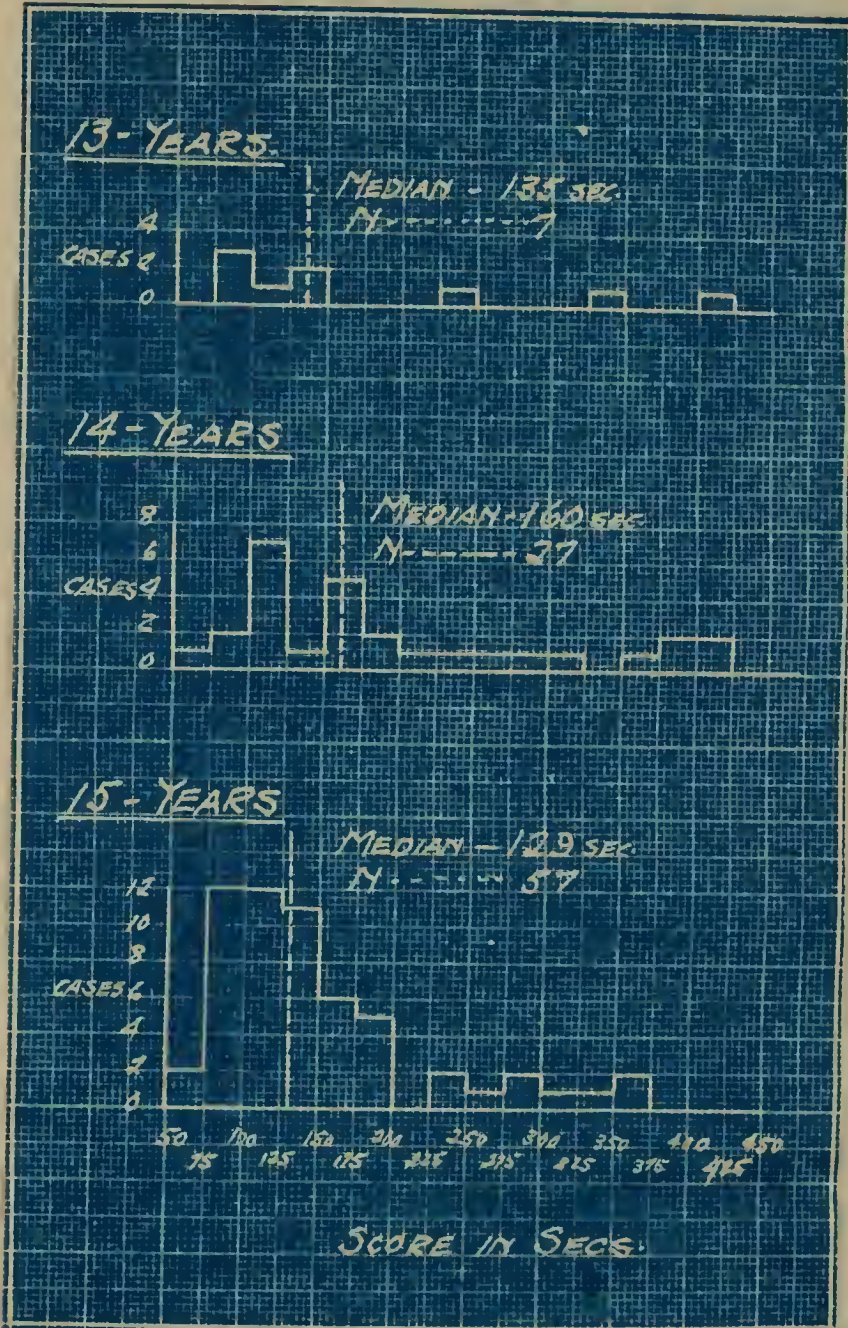 13-YEARS.
MEDIAN - 135 SEC.
N - - - - - - - - 7
4
CASES 2
0
14-YEARS
MEDIAN - 160 SEC.
N - - - - - - 27
8
6
CASES 4
2
0
15-YEARS
MEDIAN - 129 SEC.
N - - - - - - 57
12
10
8
CASES 6
4
2
0
50 100 150 200 250 300 350 400 450
75 125 175 225 275 325 375 425
SCORE IN SECS.